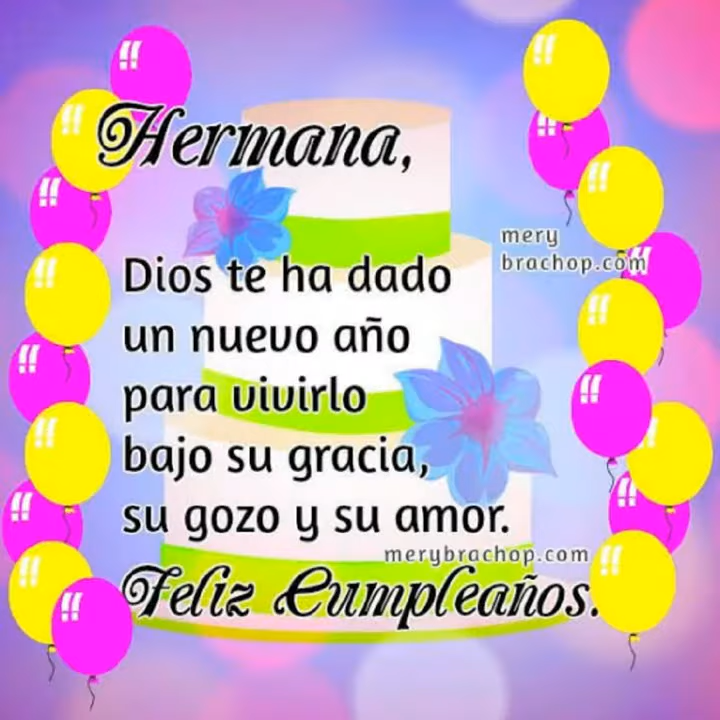 Hermana,
mery
brachop.com
Dios te ha dado
un nuevo año
para vivirlo
bajo su gracia,
su gozo y su amor.
merybrachop.com
Feliz Cumpleaños.